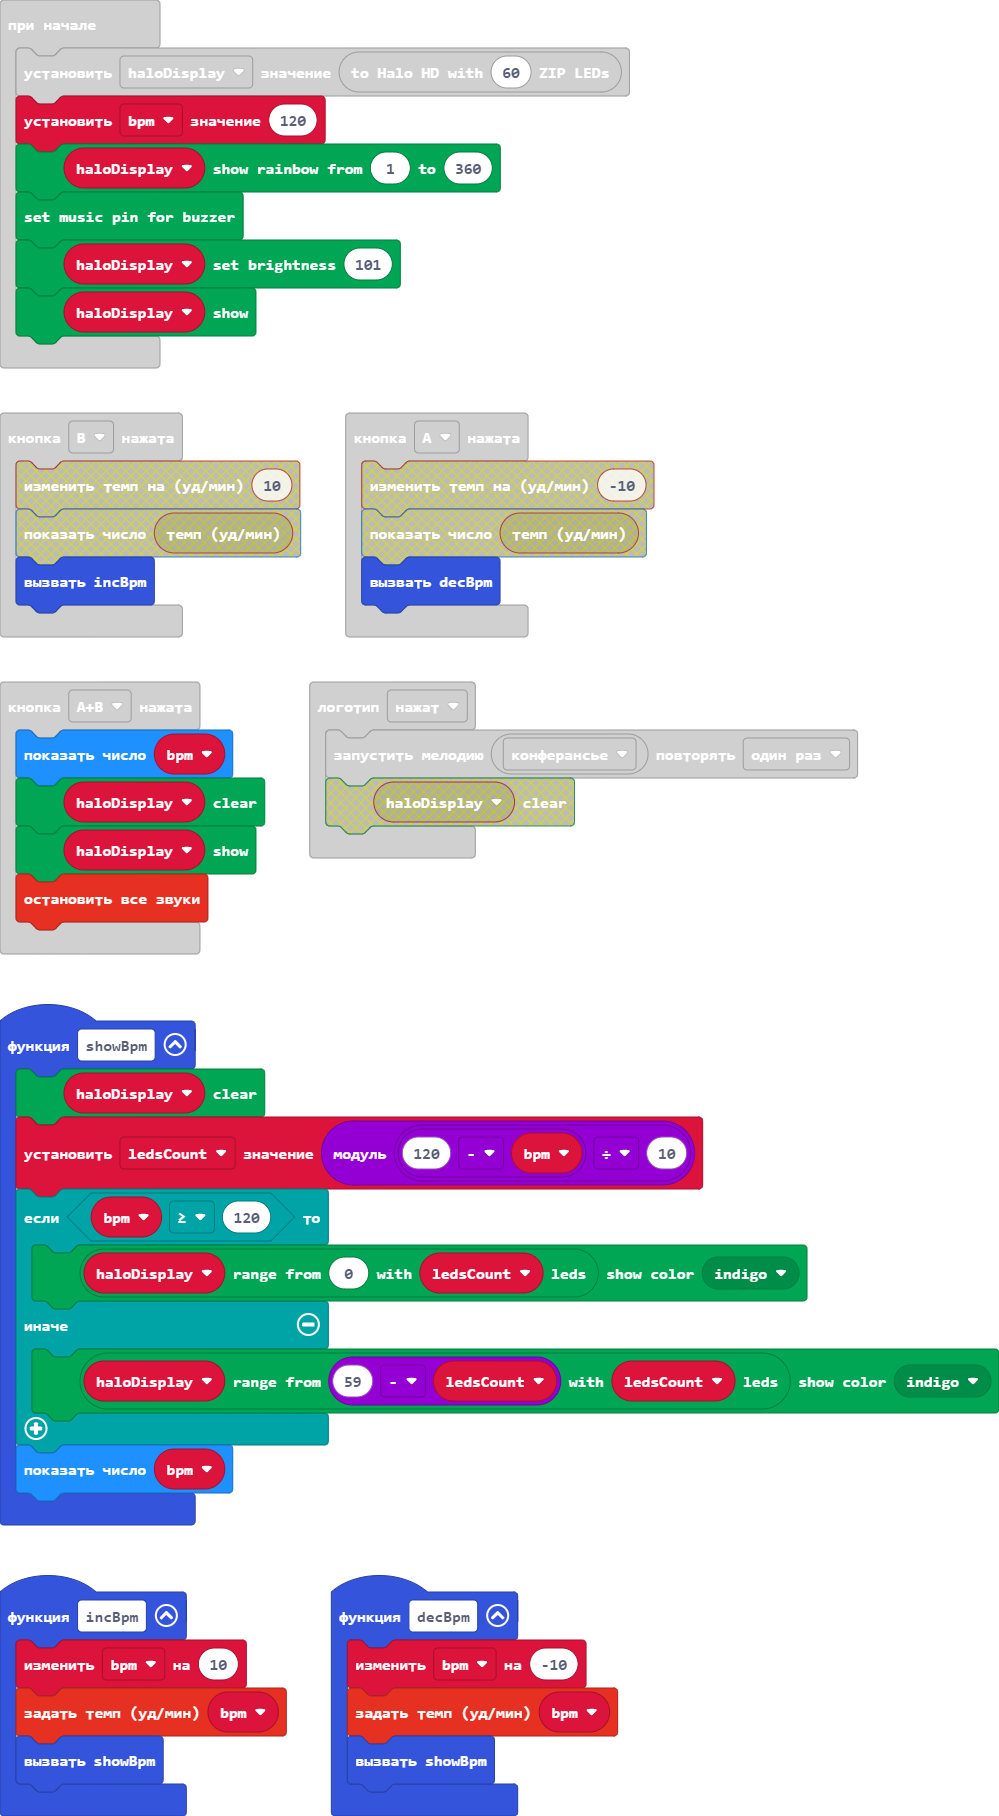 при начале
установить haloDisplay значение to Halo HD with 60 ZIP LEDs
установить bpm значение 120
haloDisplay show rainbow from 1 to 360
set music pin for buzzer
haloDisplay set brightness 101
haloDisplay show
кнопка B нажата
изменить темп на (уд/мин) 10
показать число темп (уд/мин)
вызвать incBpm
кнопка A нажата
изменить темп на (уд/мин) -10
показать число темп (уд/мин)
вызвать decBpm
кнопка A+B нажата
показать число bpm
haloDisplay clear
haloDisplay show
остановить все звуки
логотип нажат
запустить мелодию конферансье повторять один раз
haloDisplay clear
функция showBpm
haloDisplay clear
установить ledsCount значение модуль 120 - bpm ÷ 10
если bpm ≥ 120 то
haloDisplay range from 0 with ledsCount leds show color indigo
иначе
haloDisplay range from 59 - ledsCount with ledsCount leds show color indigo
показать число bpm
функция incBpm
изменить bpm на 10
задать темп (уд/мин) bpm
вызвать showBpm
функция decBpm
изменить bpm на -10
задать темп (уд/мин) bpm
вызвать showBpm